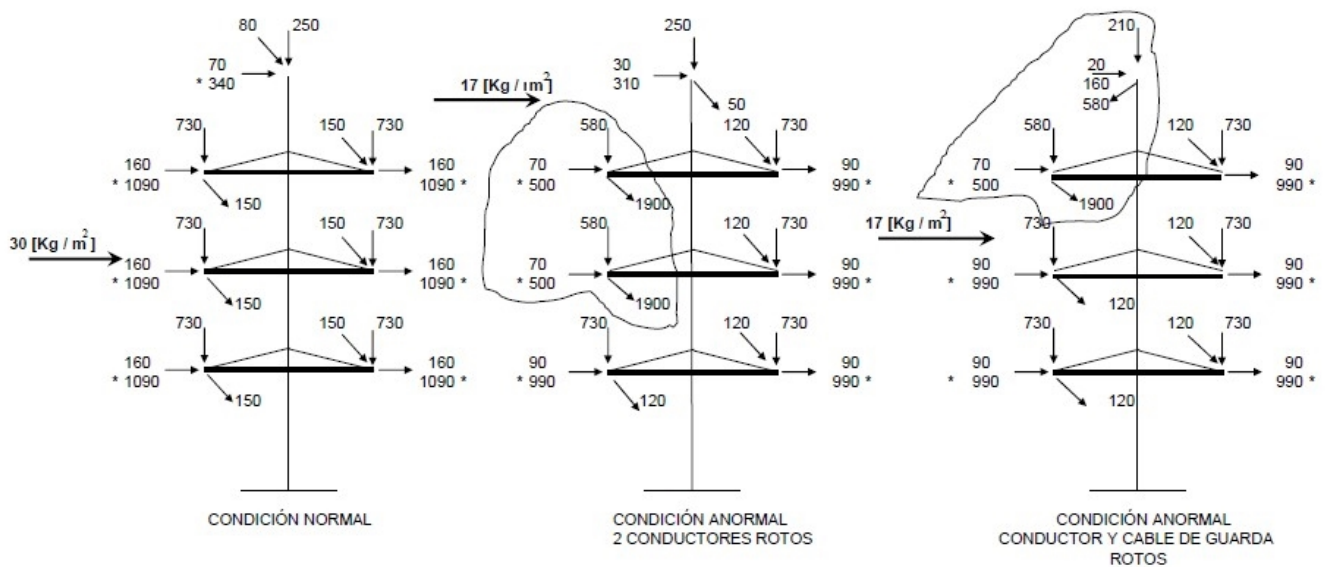 80 250
70
* 340
730 150 730
160 160
* 1090 1090 *
150
30 [Kg / m²]
730 150 730
160 160
* 1090 1090 *
150
730 150 730
160 160
* 1090 1090 *
150
CONDICIÓN NORMAL
250
30
310
17 [Kg / m²]
50
580 120 730
70 90
* 500 990 *
1900
580 120 730
70 90
* 500 990 *
1900
730 120 730
90 90
* 990 990 *
120
CONDICIÓN ANORMAL
2 CONDUCTORES ROTOS
210
20
160
580
580 120 730
70 90
* 500 990 *
1900
17 [Kg / m²]
730 120 730
90 90
* 990 990 *
120
730 120 730
90 90
* 990 990 *
120
CONDICIÓN ANORMAL
CONDUCTOR Y CABLE DE GUARDA
ROTOS